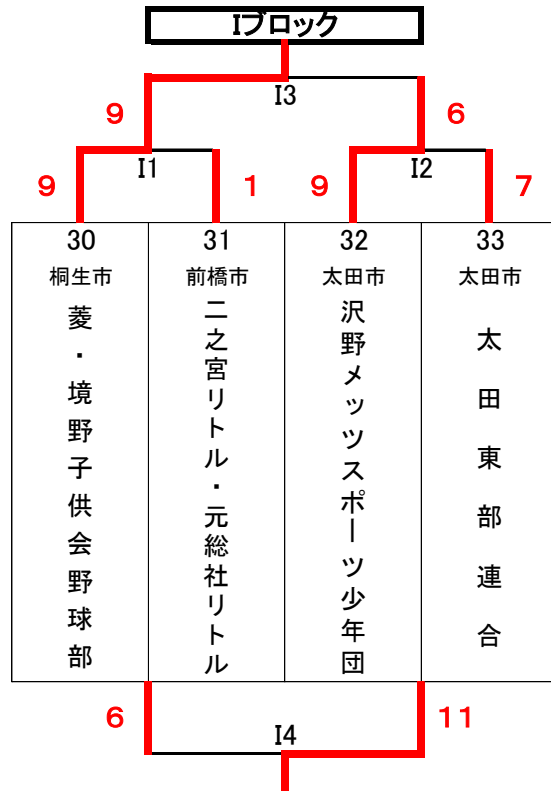 Iブロック
I3
9
6
I1
I2
9
1
9
7
30
31
32
33
桐生市
前橋市
太田市
太田市
菱・境野子供会野球部
二之宮リトル・元総社リトル
沢野メッツスポーツ少年団
太田東部連合
6
I4
11